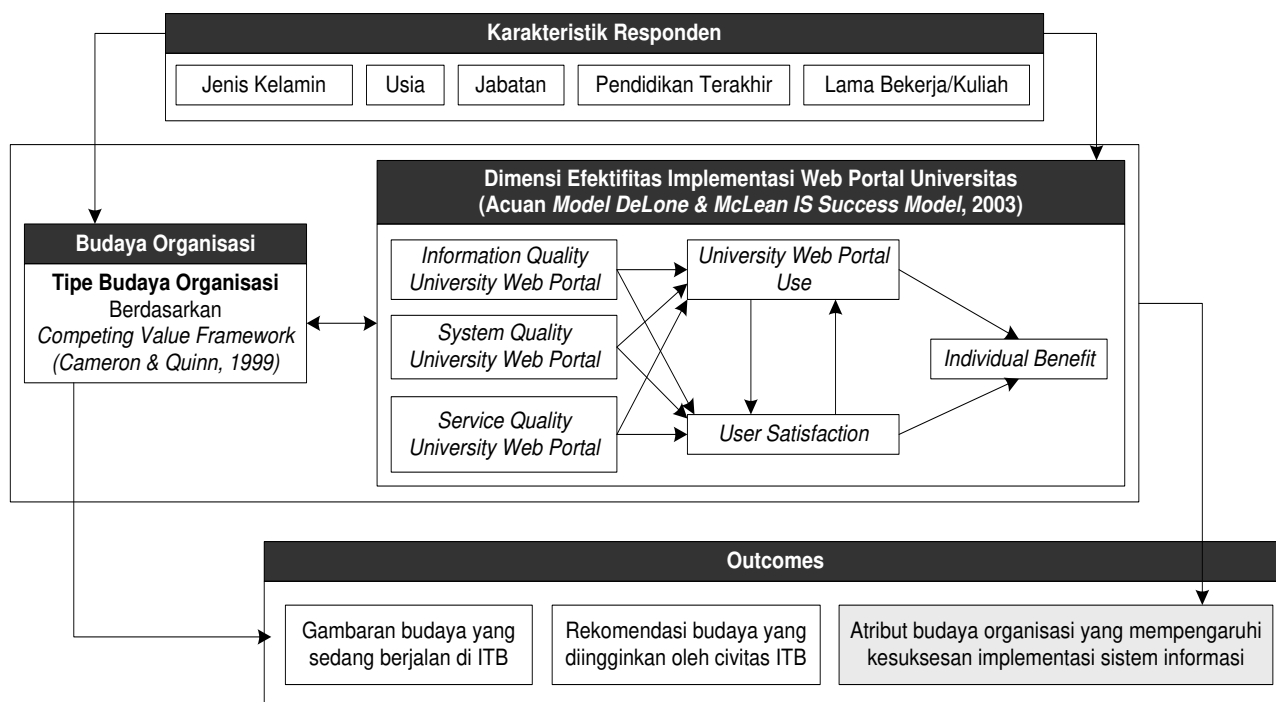 Karakteristik Responden
Jenis Kelamin
Usia
Jabatan
Pendidikan Terakhir
Lama Bekerja/Kuliah
Dimensi Efektifitas Implementasi Web Portal Universitas
(Acuan Model DeLone & McLean IS Success Model, 2003)
Budaya Organisasi
Tipe Budaya Organisasi
Berdasarkan
Competing Value Framework
(Cameron & Quinn, 1999)
Information Quality
University Web Portal
System Quality
University Web Portal
Service Quality
University Web Portal
University Web Portal
Use
User Satisfaction
Individual Benefit
Outcomes
Gambaran budaya yang
sedang berjalan di ITB
Rekomendasi budaya yang
diingginkan oleh civitas ITB
Atribut budaya organisasi yang mempengaruhi
kesuksesan implementasi sistem informasi